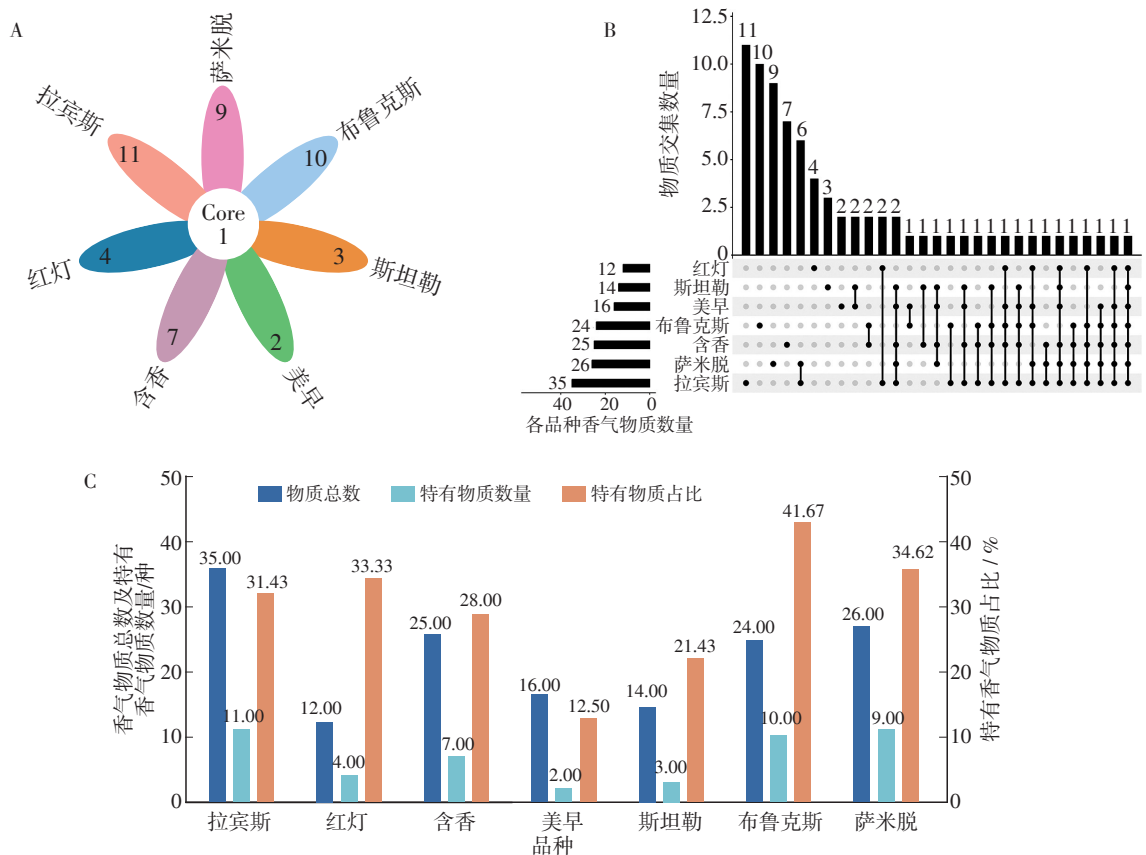 A
萨米脱
9
拉宾斯
11
布鲁克斯
10
Core
1
红灯
4
斯坦勒
3
含香
7
美早
2
B
物质交集数量
12.5
10.0
7.5
5.0
2.5
0
11 10 9 7 6 4 3 2 2 2 2 2 1 1 1 1 1 1 1 1 1 1 1 1 1 1 1 1 1
12 红灯
14 斯坦勒
16 美早
24 布鲁克斯
25 含香
26 萨米脱
35 拉宾斯
40 20 0
各品种香气物质数量
C
物质总数 特有物质数量 特有物质占比
香气物质总数及特有
香气物质数量/种
50
40
30
20
10
0
35.00 11.00 31.43
12.00 4.00 33.33
25.00 7.00 28.00
16.00 2.00 12.50
14.00 3.00 21.43
24.00 10.00 41.67
26.00 9.00 34.62
50
40
30
20
10
0
特有香气物质占比/%
拉宾斯 红灯 含香 美早 斯坦勒 布鲁克斯 萨米脱
品种